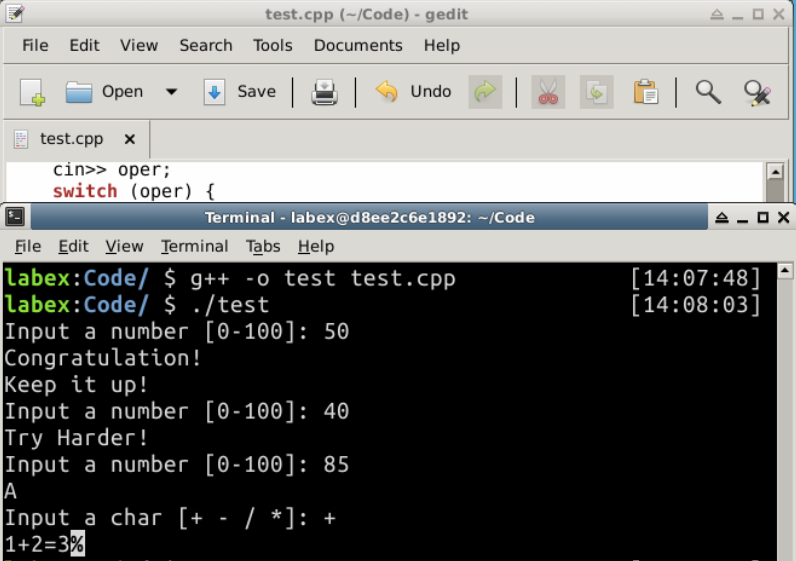 test.cpp (~/Code) - gedit
File Edit View Search Tools Documents Help
Open Save Undo
test.cpp x
cin>> oper;
switch (oper) {
Terminal - labex@d8ee2c6e1892: ~/Code
File Edit View Terminal Tabs Help
labex:Code/ $ g++ -o test test.cpp [14:07:48]
labex:Code/ $ ./test [14:08:03]
Input a number [0-100]: 50
Congratulation!
Keep it up!
Input a number [0-100]: 40
Try Harder!
Input a number [0-100]: 85
A
Input a char [+ - / *]: +
1+2=3%